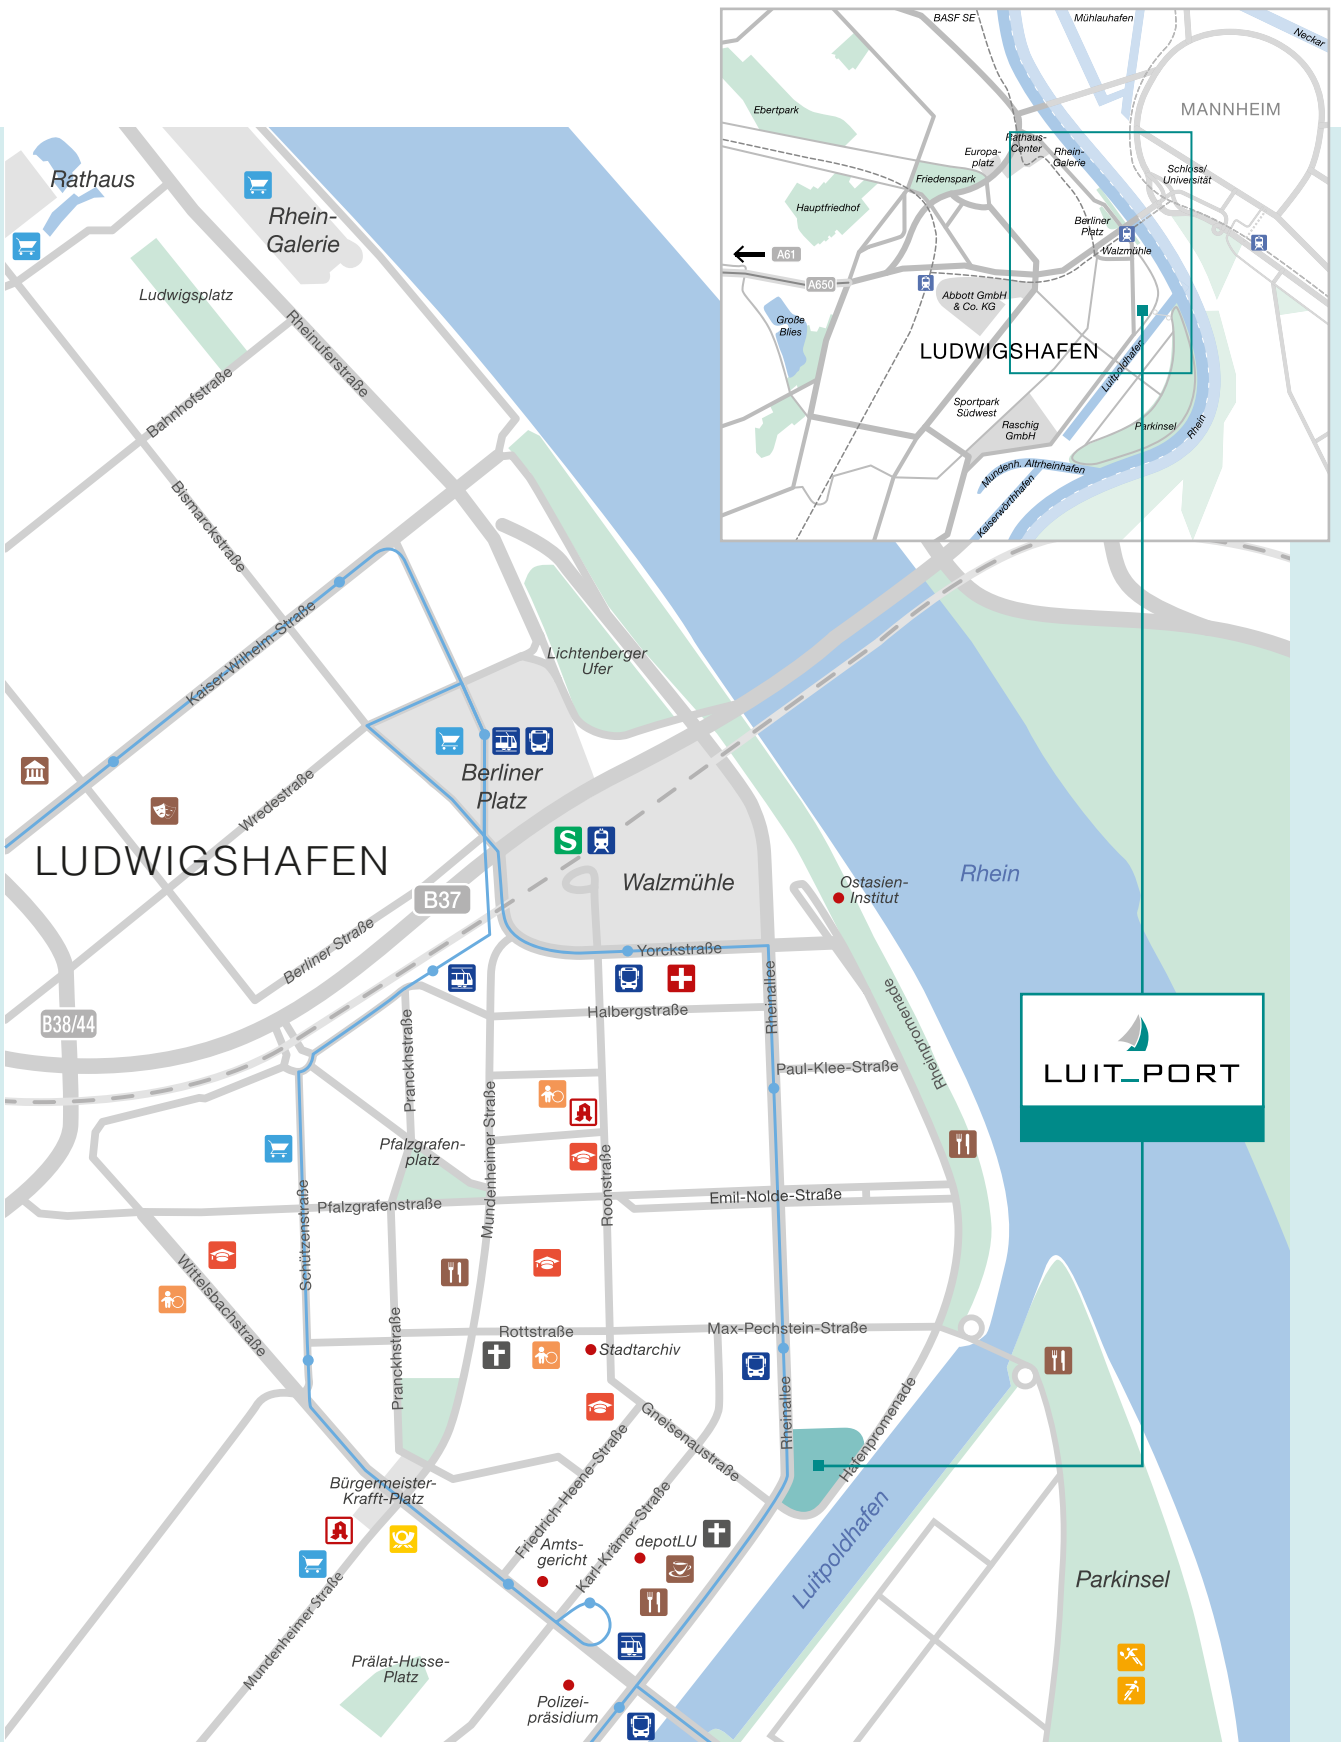 BASF SE
Mühlauhafen
Neckar
MANNHEIM
Ebertpark
Rathaus-
Center
Europa-
platz
Rhein-
Galerie
Friedenspark
Schloss/
Universität
Hauptfriedhof
Berliner
Platz
Walzmühle
A61
A650
Abbott GmbH
& Co. KG
Große
Blies
LUDWIGSHAFEN
Luitpoldhafen
Sportpark
Südwest
Raschig
GmbH
Parkinsel
Rhein
Mundenh. Altrheinhafen
Kaiserwörthhafen
Rathaus
Rhein-
Galerie
Ludwigsplatz
Rheinuferstraße
Bahnhofstraße
Bismarckstraße
Kaiser-Wilhelm-Straße
Lichtenberger
Ufer
Berliner
Platz
Wredestraße
LUDWIGSHAFEN
S
Walzmühle
B37
Ostasien-
Institut
Rhein
Berliner Straße
Yorckstraße
Rheinallee
Rheinpromenade
B38/44
Halbergstraße
Pranckhstraße
Paul-Klee-Straße
LUIT_PORT
Mundenheimer Straße
Pfalzgrafen-
platz
Roonstraße
Emil-Nolde-Straße
Pfalzgrafenstraße
Schützenstraße
Wittelsbachstraße
Pranckhstraße
Rottstraße
Max-Pechstein-Straße
Stadtarchiv
Rheinallee
Hafenpromenade
Gneisenaustraße
Friedrich-Heene-Straße
Karl-Krämer-Straße
Bürgermeister-
Krafft-Platz
Amts-
gericht
depotLU
Luitpoldhafen
Parkinsel
Mundenheimer Straße
Prälat-Husse-
Platz
Polizei-
präsidium